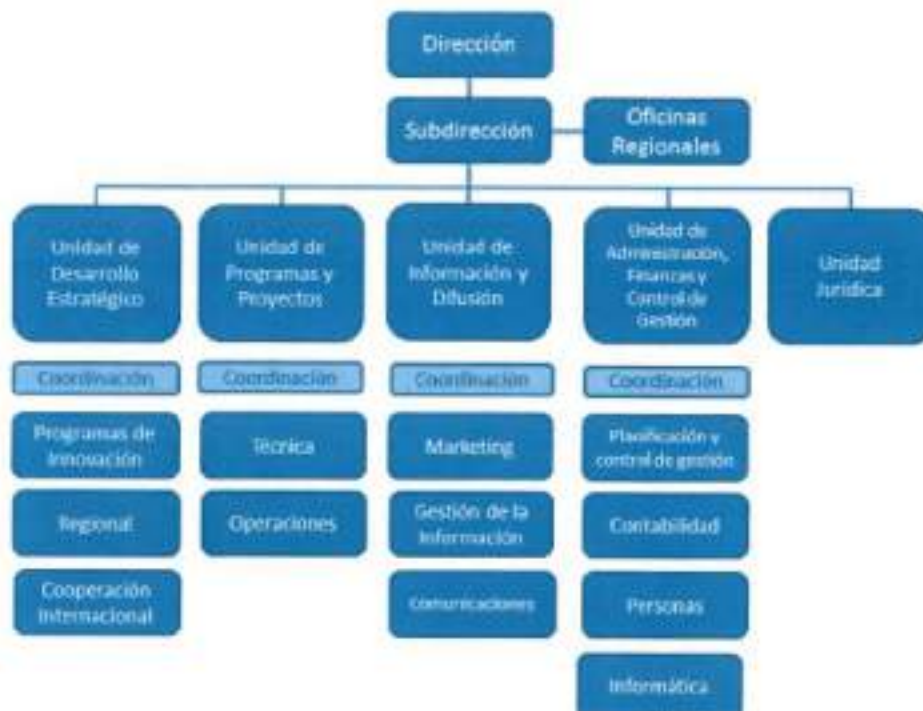 Dirección
Subdirección
Oficinas
Regionales
Unidad de
Desarrollo
Estratégico
Unidad de
Programas y
Proyectos
Unidad de
Información y
Difusión
Unidad de
Administración,
Finanzas y
Control de
Gestión
Unidad
Jurídica
Coordinación
Coordinación
Coordinación
Coordinación
Programas de
Innovación
Técnica
Marketing
Planificación y
control de gestión
Regional
Operaciones
Gestión de la
Información
Contabilidad
Cooperación
Internacional
Comunicaciones
Personas
Informática